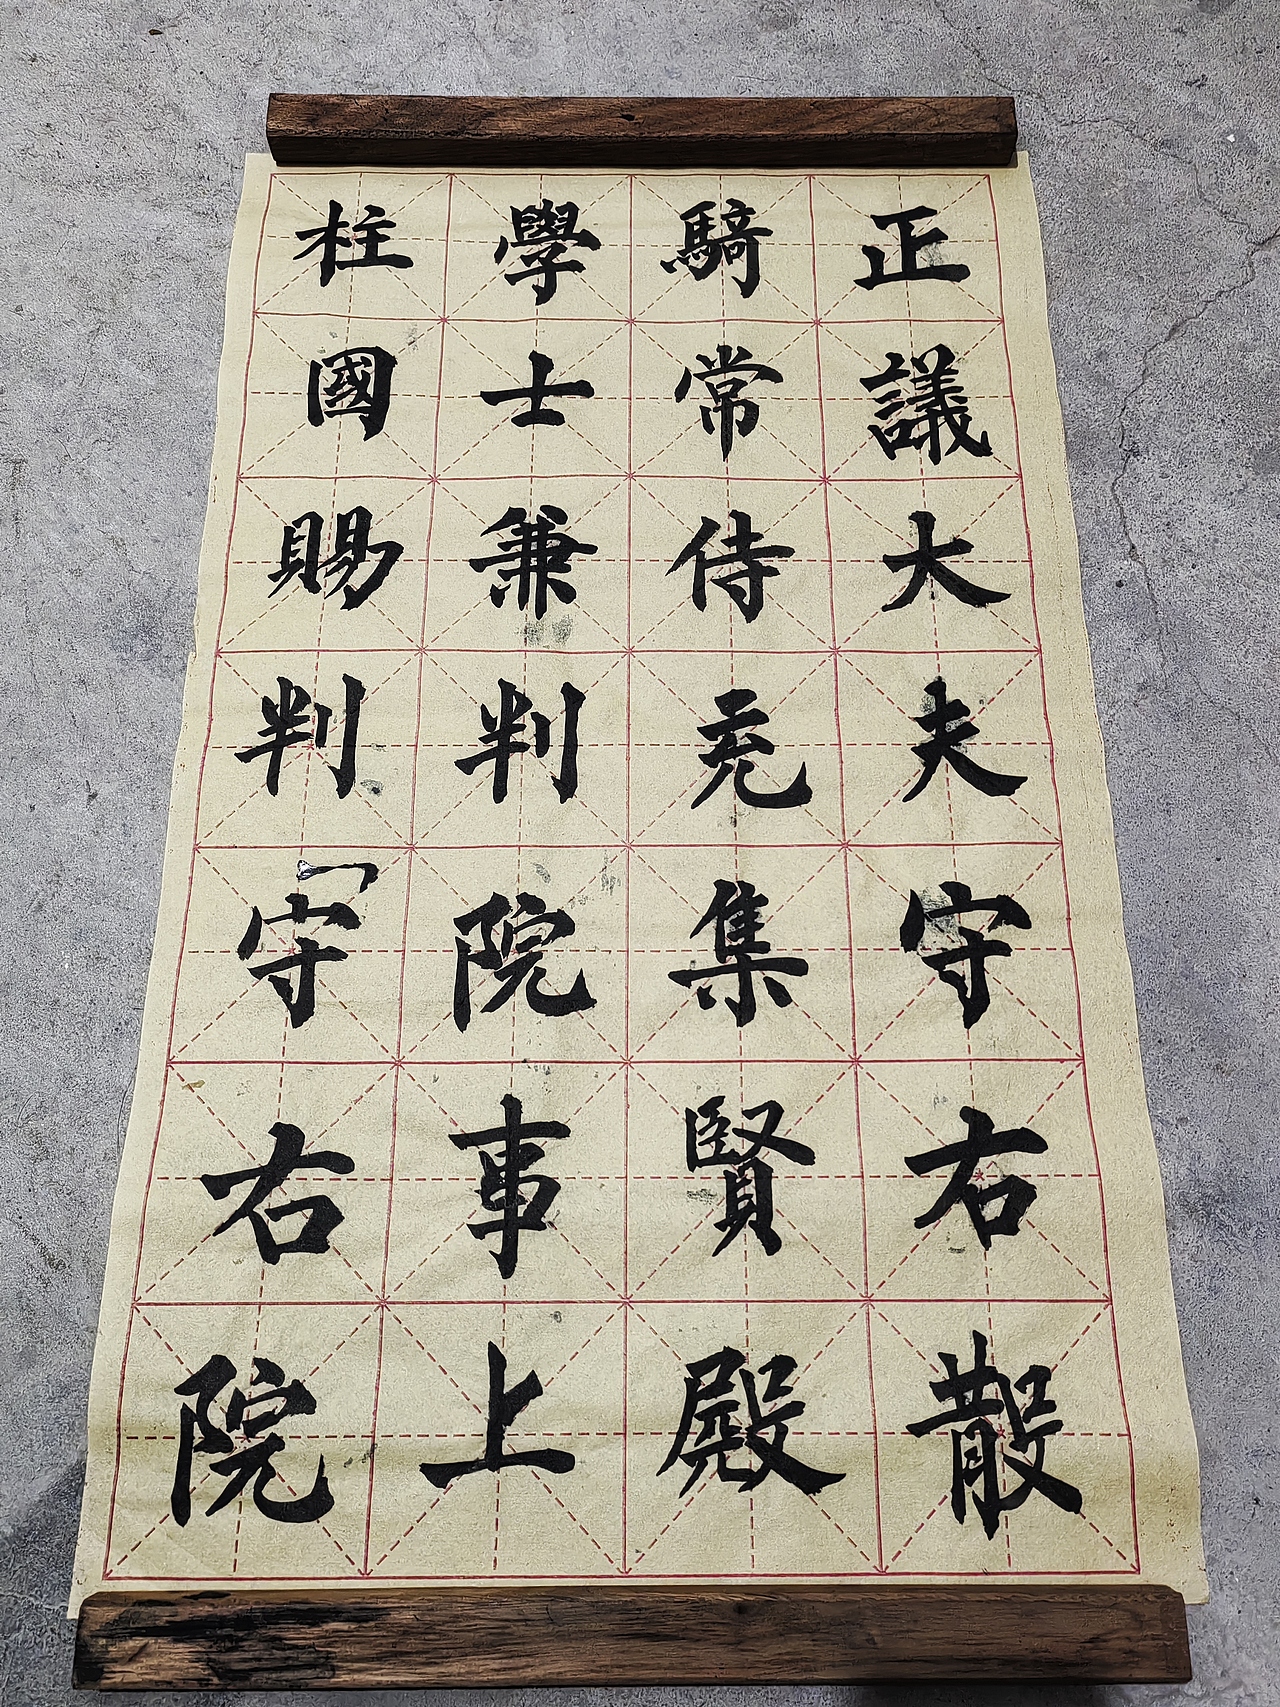 正議大夫守右散
騎常侍充集賢殿
學士兼判院事上
柱國賜判守右院